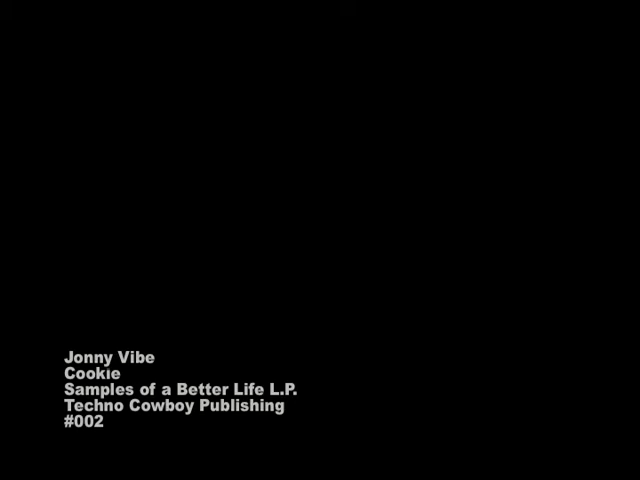 Jonny Vibe
Cookie
Samples of a Better Life L.P.
Techno Cowboy Publishing
#002